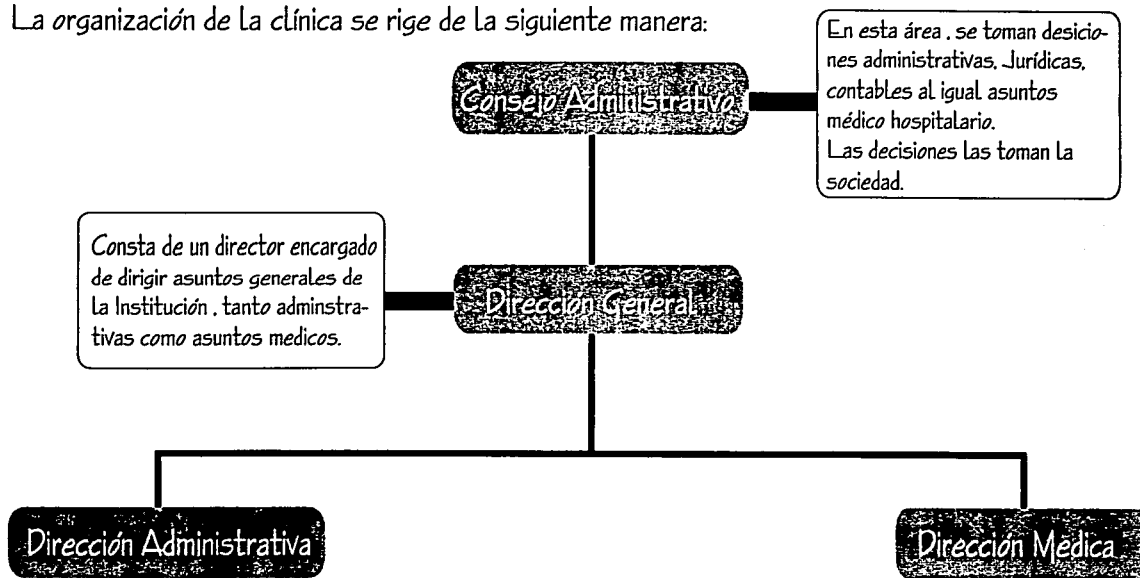 La organización de la clínica se rige de la siguiente manera:
En esta área , se toman desicio-
nes administrativas, Jurídicas,
contables al igual asuntos
médico hospitalario.
Las decisiones las toman la
sociedad.
Consejo Administrativo
Consta de un director encargado
de dirigir asuntos generales de
la Institución , tanto adminstra-
tivas como asuntos medicos.
Dirección General
Dirección Administrativa
Dirección Medica